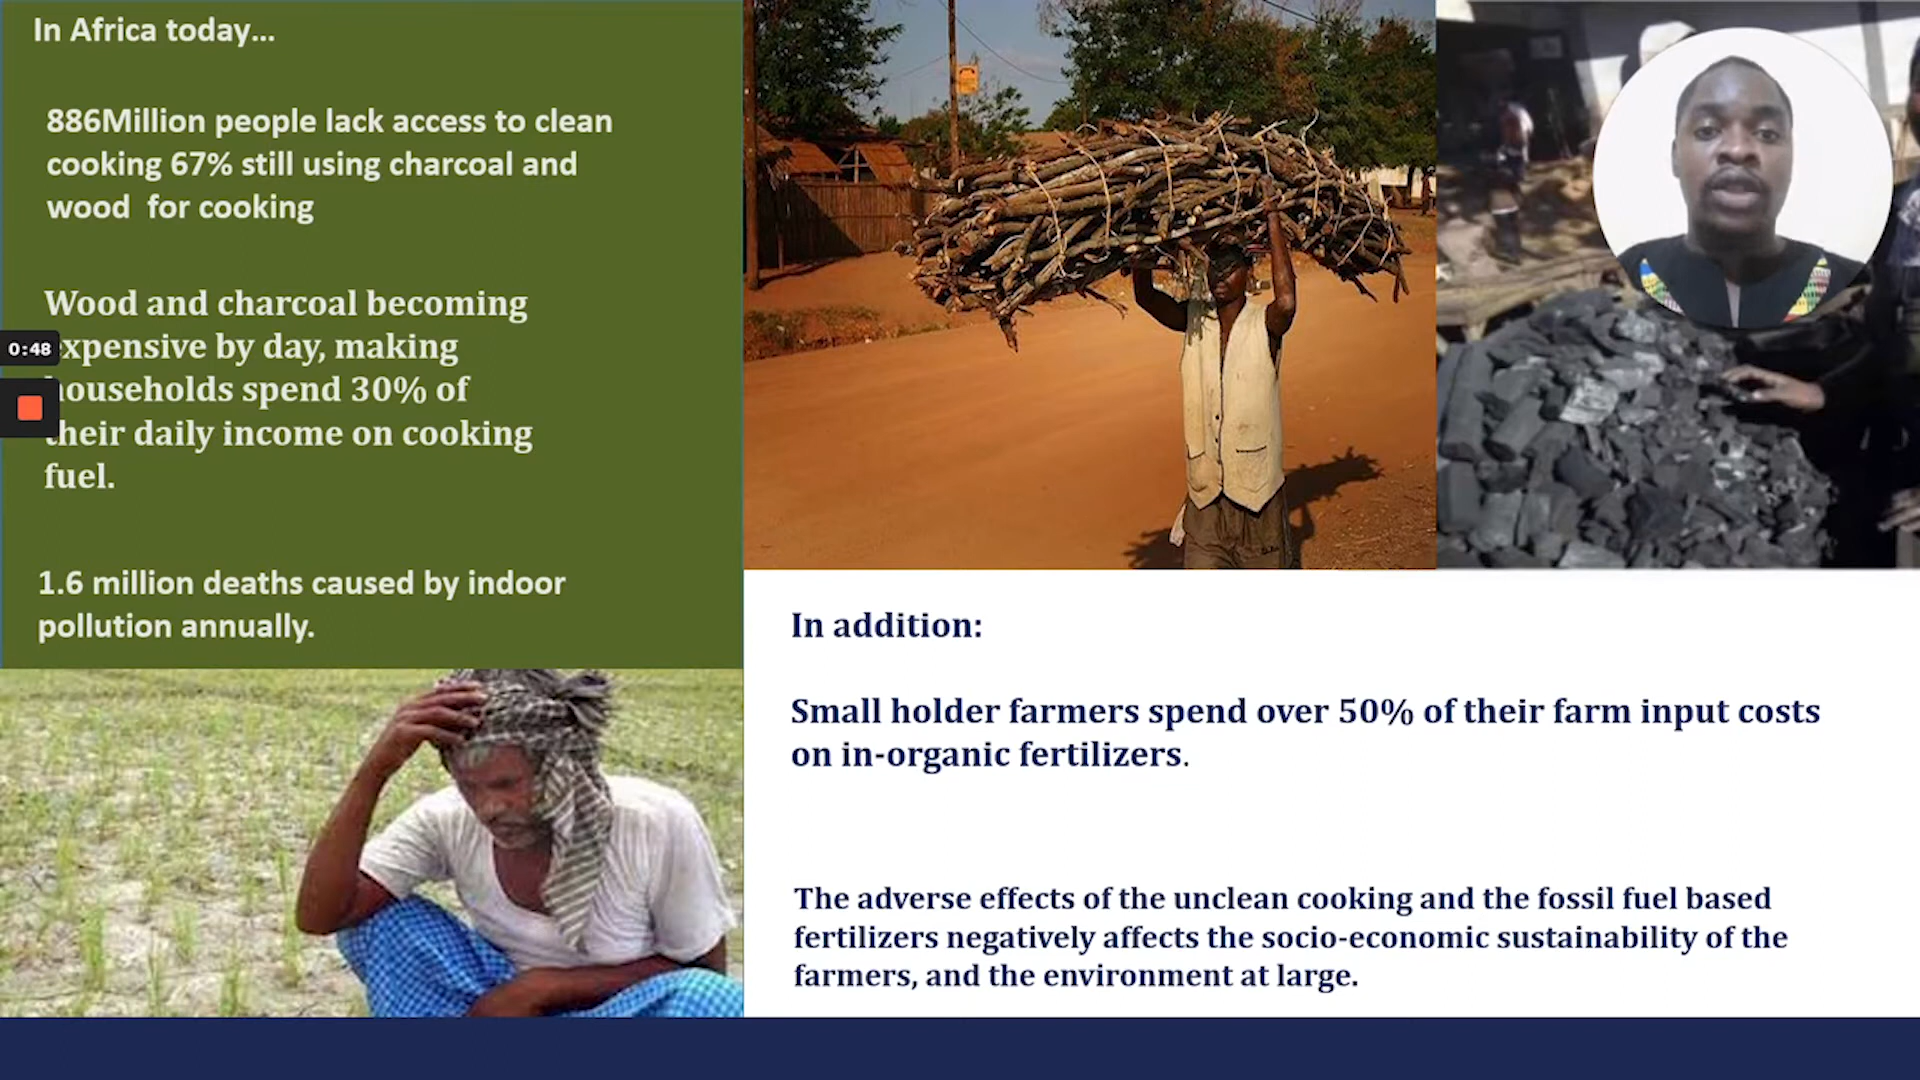 In Africa today...
886Million people lack access to clean
cooking 67% still using charcoal and
wood for cooking
Wood and charcoal becoming
expensive by day, making
households spend 30% of
their daily income on cooking
fuel.
1.6 million deaths caused by indoor
pollution annually.
0:48
In addition:
Small holder farmers spend over 50% of their farm input costs
on in-organic fertilizers.
The adverse effects of the unclean cooking and the fossil fuel based
fertilizers negatively affects the socio-economic sustainability of the
farmers, and the environment at large.